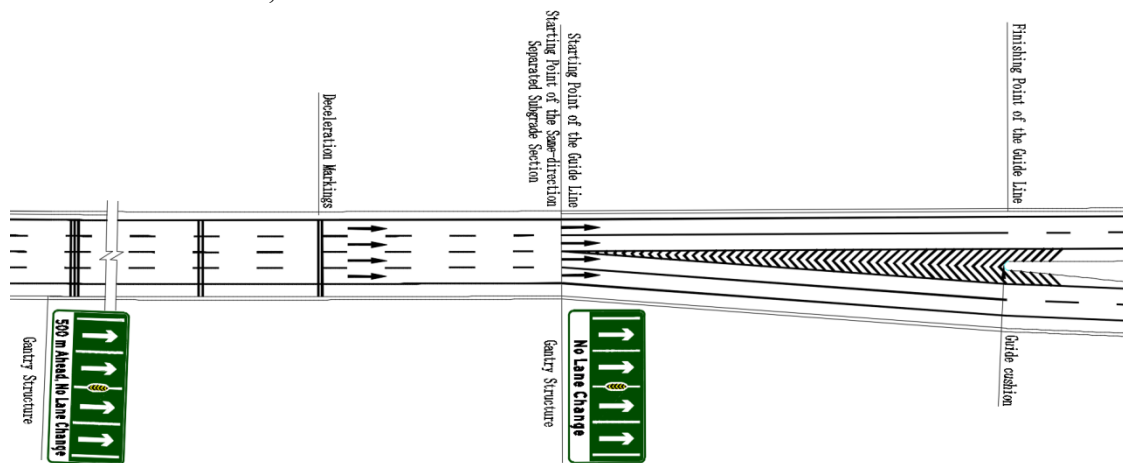 Deceleration Markings
Starting Point of the Same-direction
Separated Subgrade Section
Starting Point of the Guide Line
Finishing Point of the Guide Line
Gantry Structure
500 m Ahead, No Lane Change
Gantry Structure
No Lane Change
Guide cushion